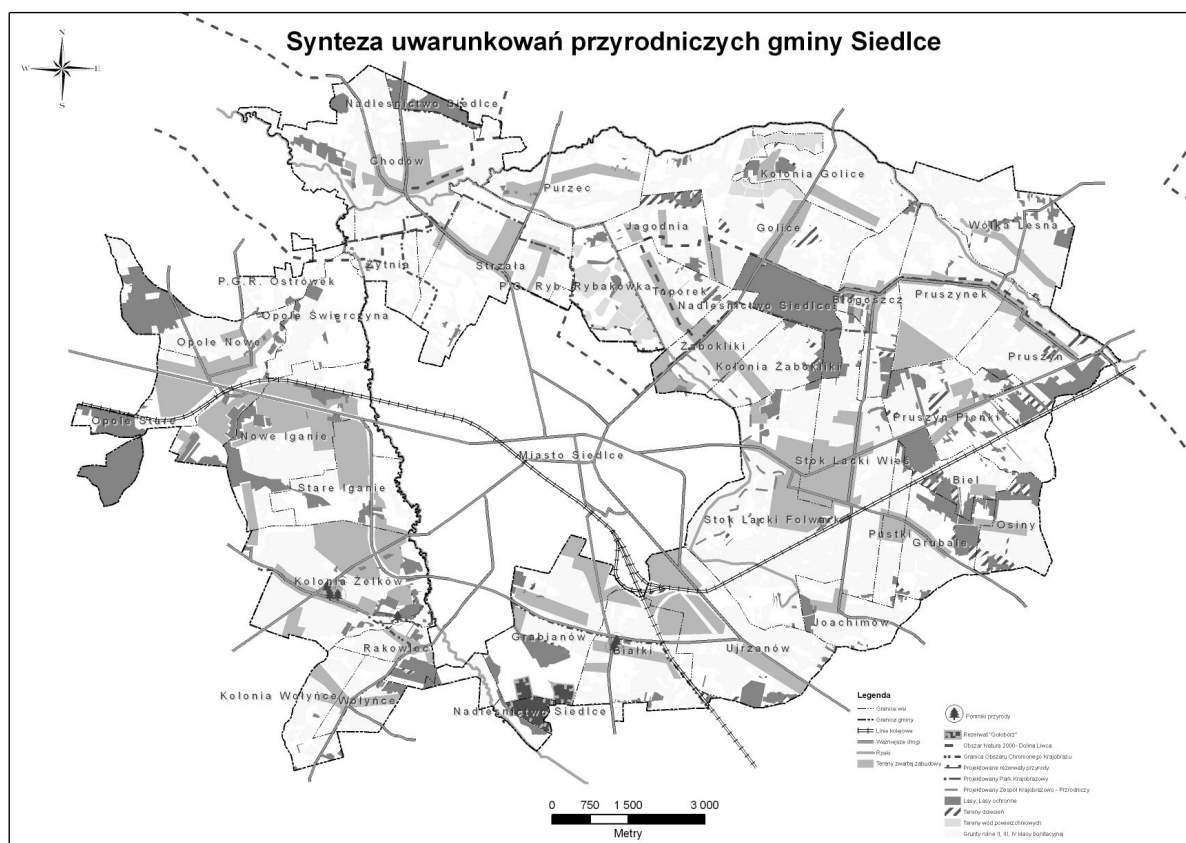 Synteza uwarunkowań przyrodniczych gminy Siedlce
N
W E
S
Nadleśnictwo Siedlce
Chodów
Purzec
Kolonia Golice
Jagodnia
Golice
Wólka Leśna
Żytnia
Strzała
P.G. Ryb. Rybakówka
P.G.R. Ostrówek
Toporek
Nadleśnictwo Siedlce
Błogoszcz
Pruszynek
Opole Świerczyna
Opole Nowe
Żabokliki
Kolonia Żabokliki
Pruszyn
Opole Stare
Nowe Iganie
Pruszyn Pieńki
Miasto Siedlce
Stok Lacki Wieś
Stare Iganie
Biel
Stok Lacki Folwark
Osiny
Pustki
Grubale
Kolonia Żelków
Joachimów
Grabianów
Rakowiec
Białki
Ujrzanów
Kolonia Wołyńce
Wołyńce
Nadleśnictwo Siedlce
Legenda
Granice wsi
Granica gminy
Linie kolejowe
Ważniejsze drogi
Rzeki
Tereny zwartej zabudowy
Pomniki przyrody
Rezerwat "Gołobórz"
Obszar Natura 2000- Dolina Liwca
Granica Obszaru Chronionego Krajobrazu
Projektowane rezerwaty przyrody
Projektowany Park Krajobrazowy
Projektowany Zespół Krajobrazowo - Przrodniczy
Lasy, Lasy ochronne
Tereny dolesień
Tereny wód powierzchniowych
Grunty rolne II, III, IV klasy bonitacyjnej
0 750 1 500 3 000
Metry